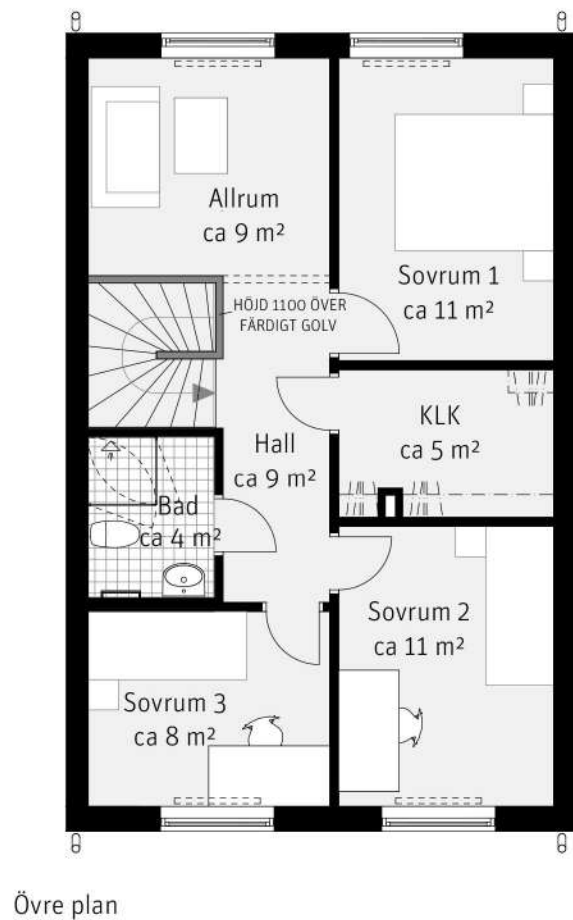 Allrum
ca 9 m²
Sovrum 1
ca 11 m²
HÖJD 1100 ÖVER
FÄRDIGT GOLV
KLK
ca 5 m²
Hall
ca 9 m²
Bad
ca 4 m²
Sovrum 2
ca 11 m²
Sovrum 3
ca 8 m²
Övre plan